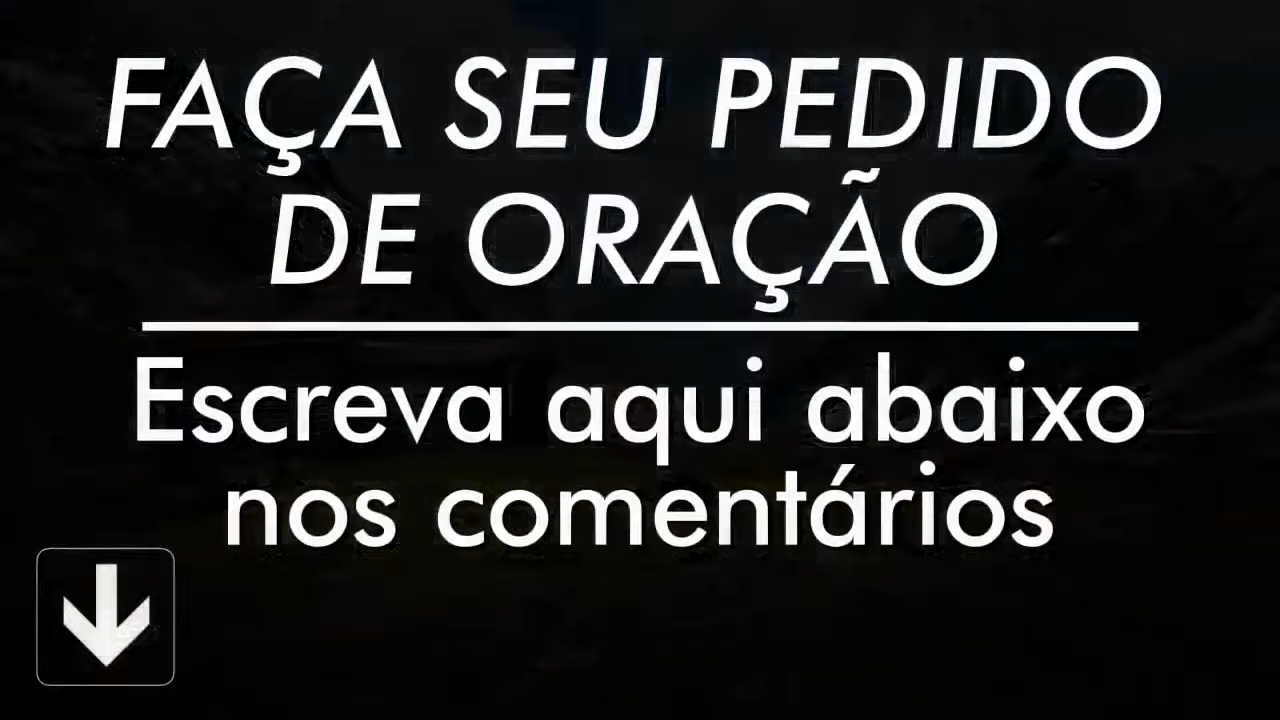 FAÇA SEU PEDIDO
DE ORAÇÃO
Escreva aqui abaixo
nos comentários